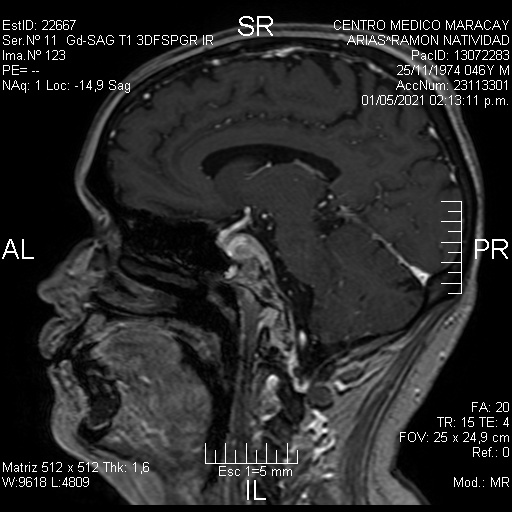 EstID: 22667
Ser.Nº 11 Gd-SAG T1 3DFSPGR IR
Ima.Nº 123
PE= --
NAq: 1 Loc: -14,9 Sag
SR
CENTRO MEDICO MARACAY
ARIAS^RAMON NATIVIDAD
PacID: 13072283
25/11/1974 046Y M
AccNum: 23113301
01/05/2021 02:13:11 p.m.
AL
PR
FA: 20
TR: 15 TE: 4
FOV: 25 x 24,9 cm
Ref.: 0
Matriz 512 x 512 Thk: 1,6
W:9618 L:4809
Esc 1=5 mm
IL
Mod.: MR